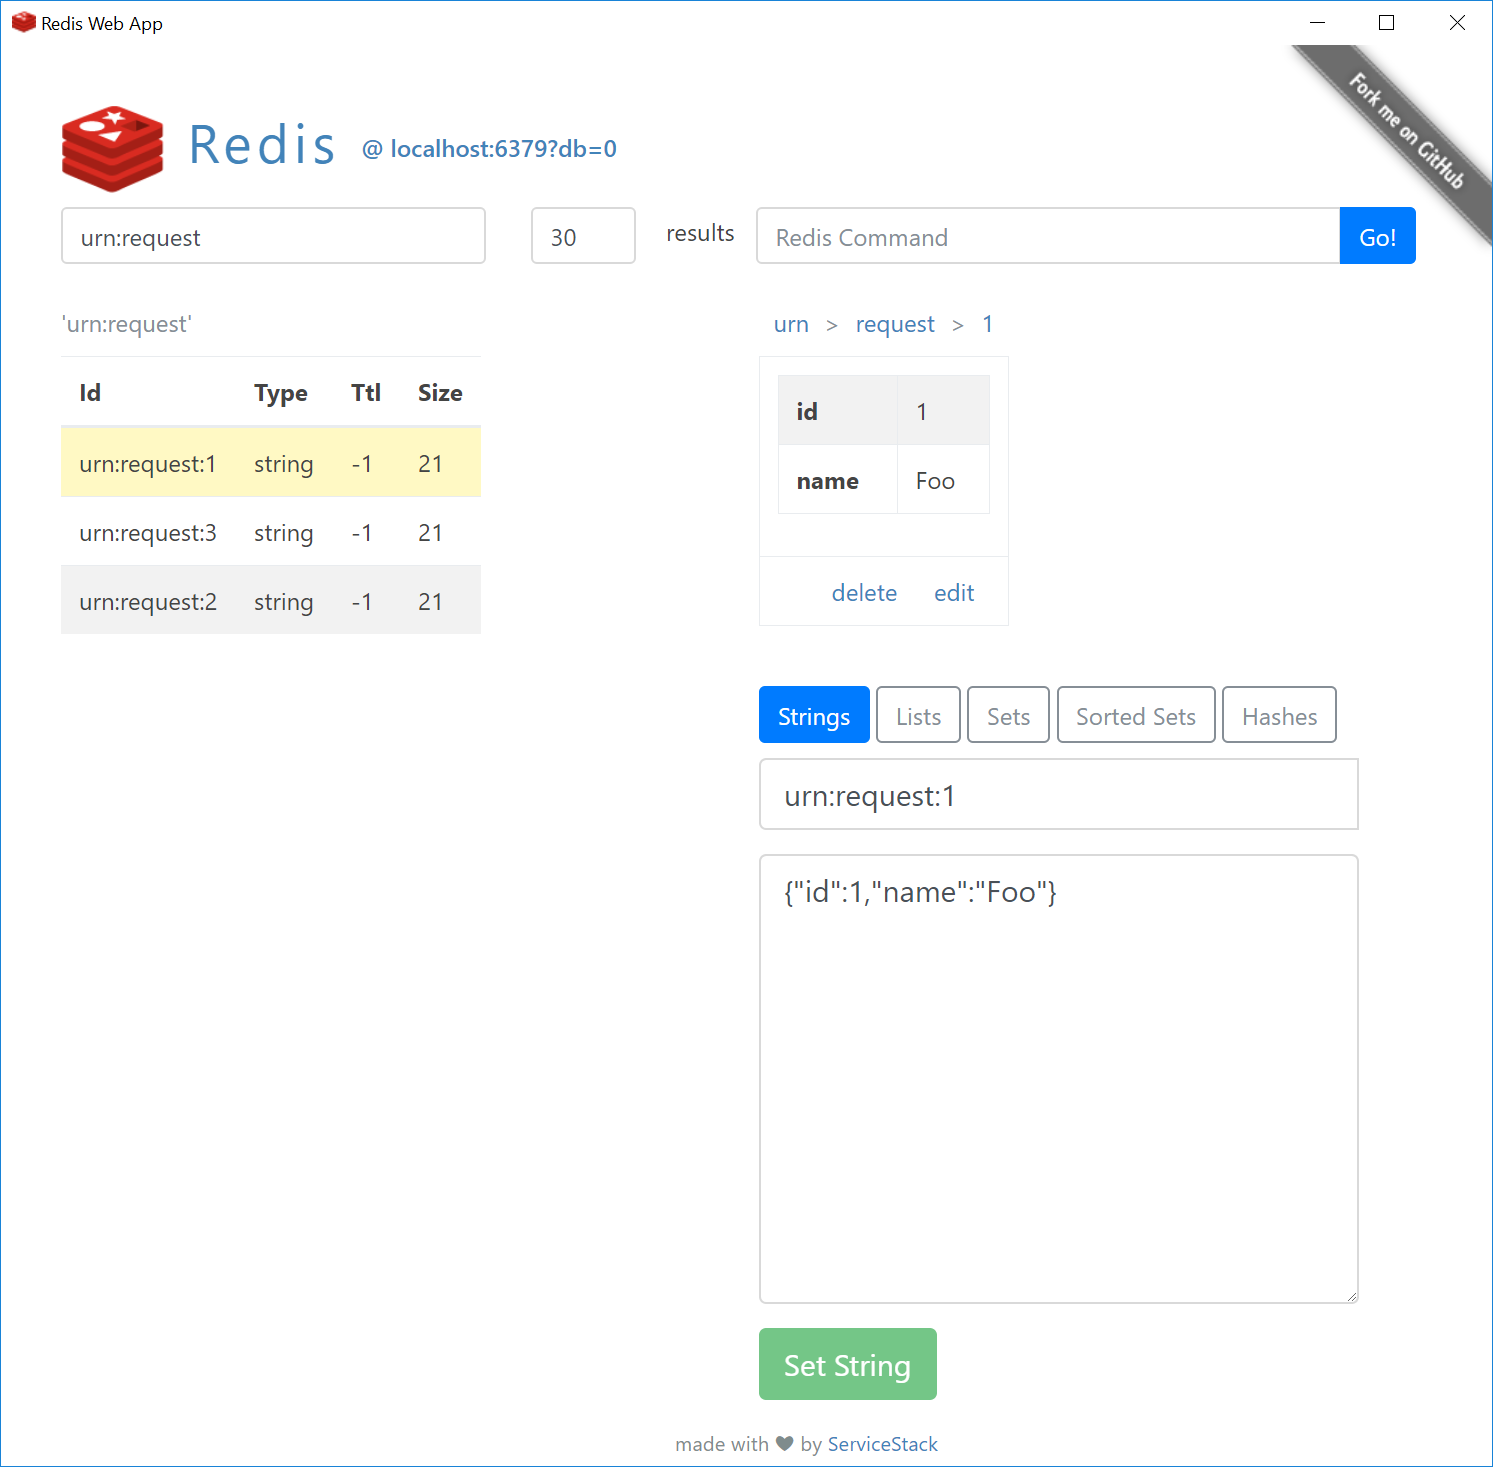 Redis Web App
Fork me on GitHub
Redis @ localhost:6379?db=0
urn:request 30 results Redis Command Go!
'urn:request'
Id Type Ttl Size
urn:request:1 string -1 21
urn:request:3 string -1 21
urn:request:2 string -1 21
urn > request > 1
id 1
name Foo
delete edit
Strings Lists Sets Sorted Sets Hashes
urn:request:1
{"id":1,"name":"Foo"}
Set String
made with ♥ by ServiceStack